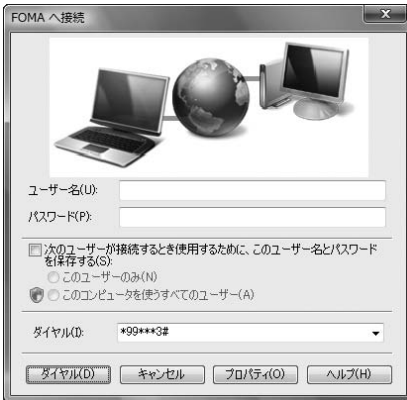 FOMA へ接続
ユーザー名(U):
パスワード(P):
次のユーザーが接続するとき使用するために、このユーザー名とパスワード
を保存する(S):
このユーザーのみ(N)
このコンピュータを使うすべてのユーザー(A)
ダイヤル(I): *99***3#
ダイヤル(D) キャンセル プロパティ(O) ヘルプ(H)